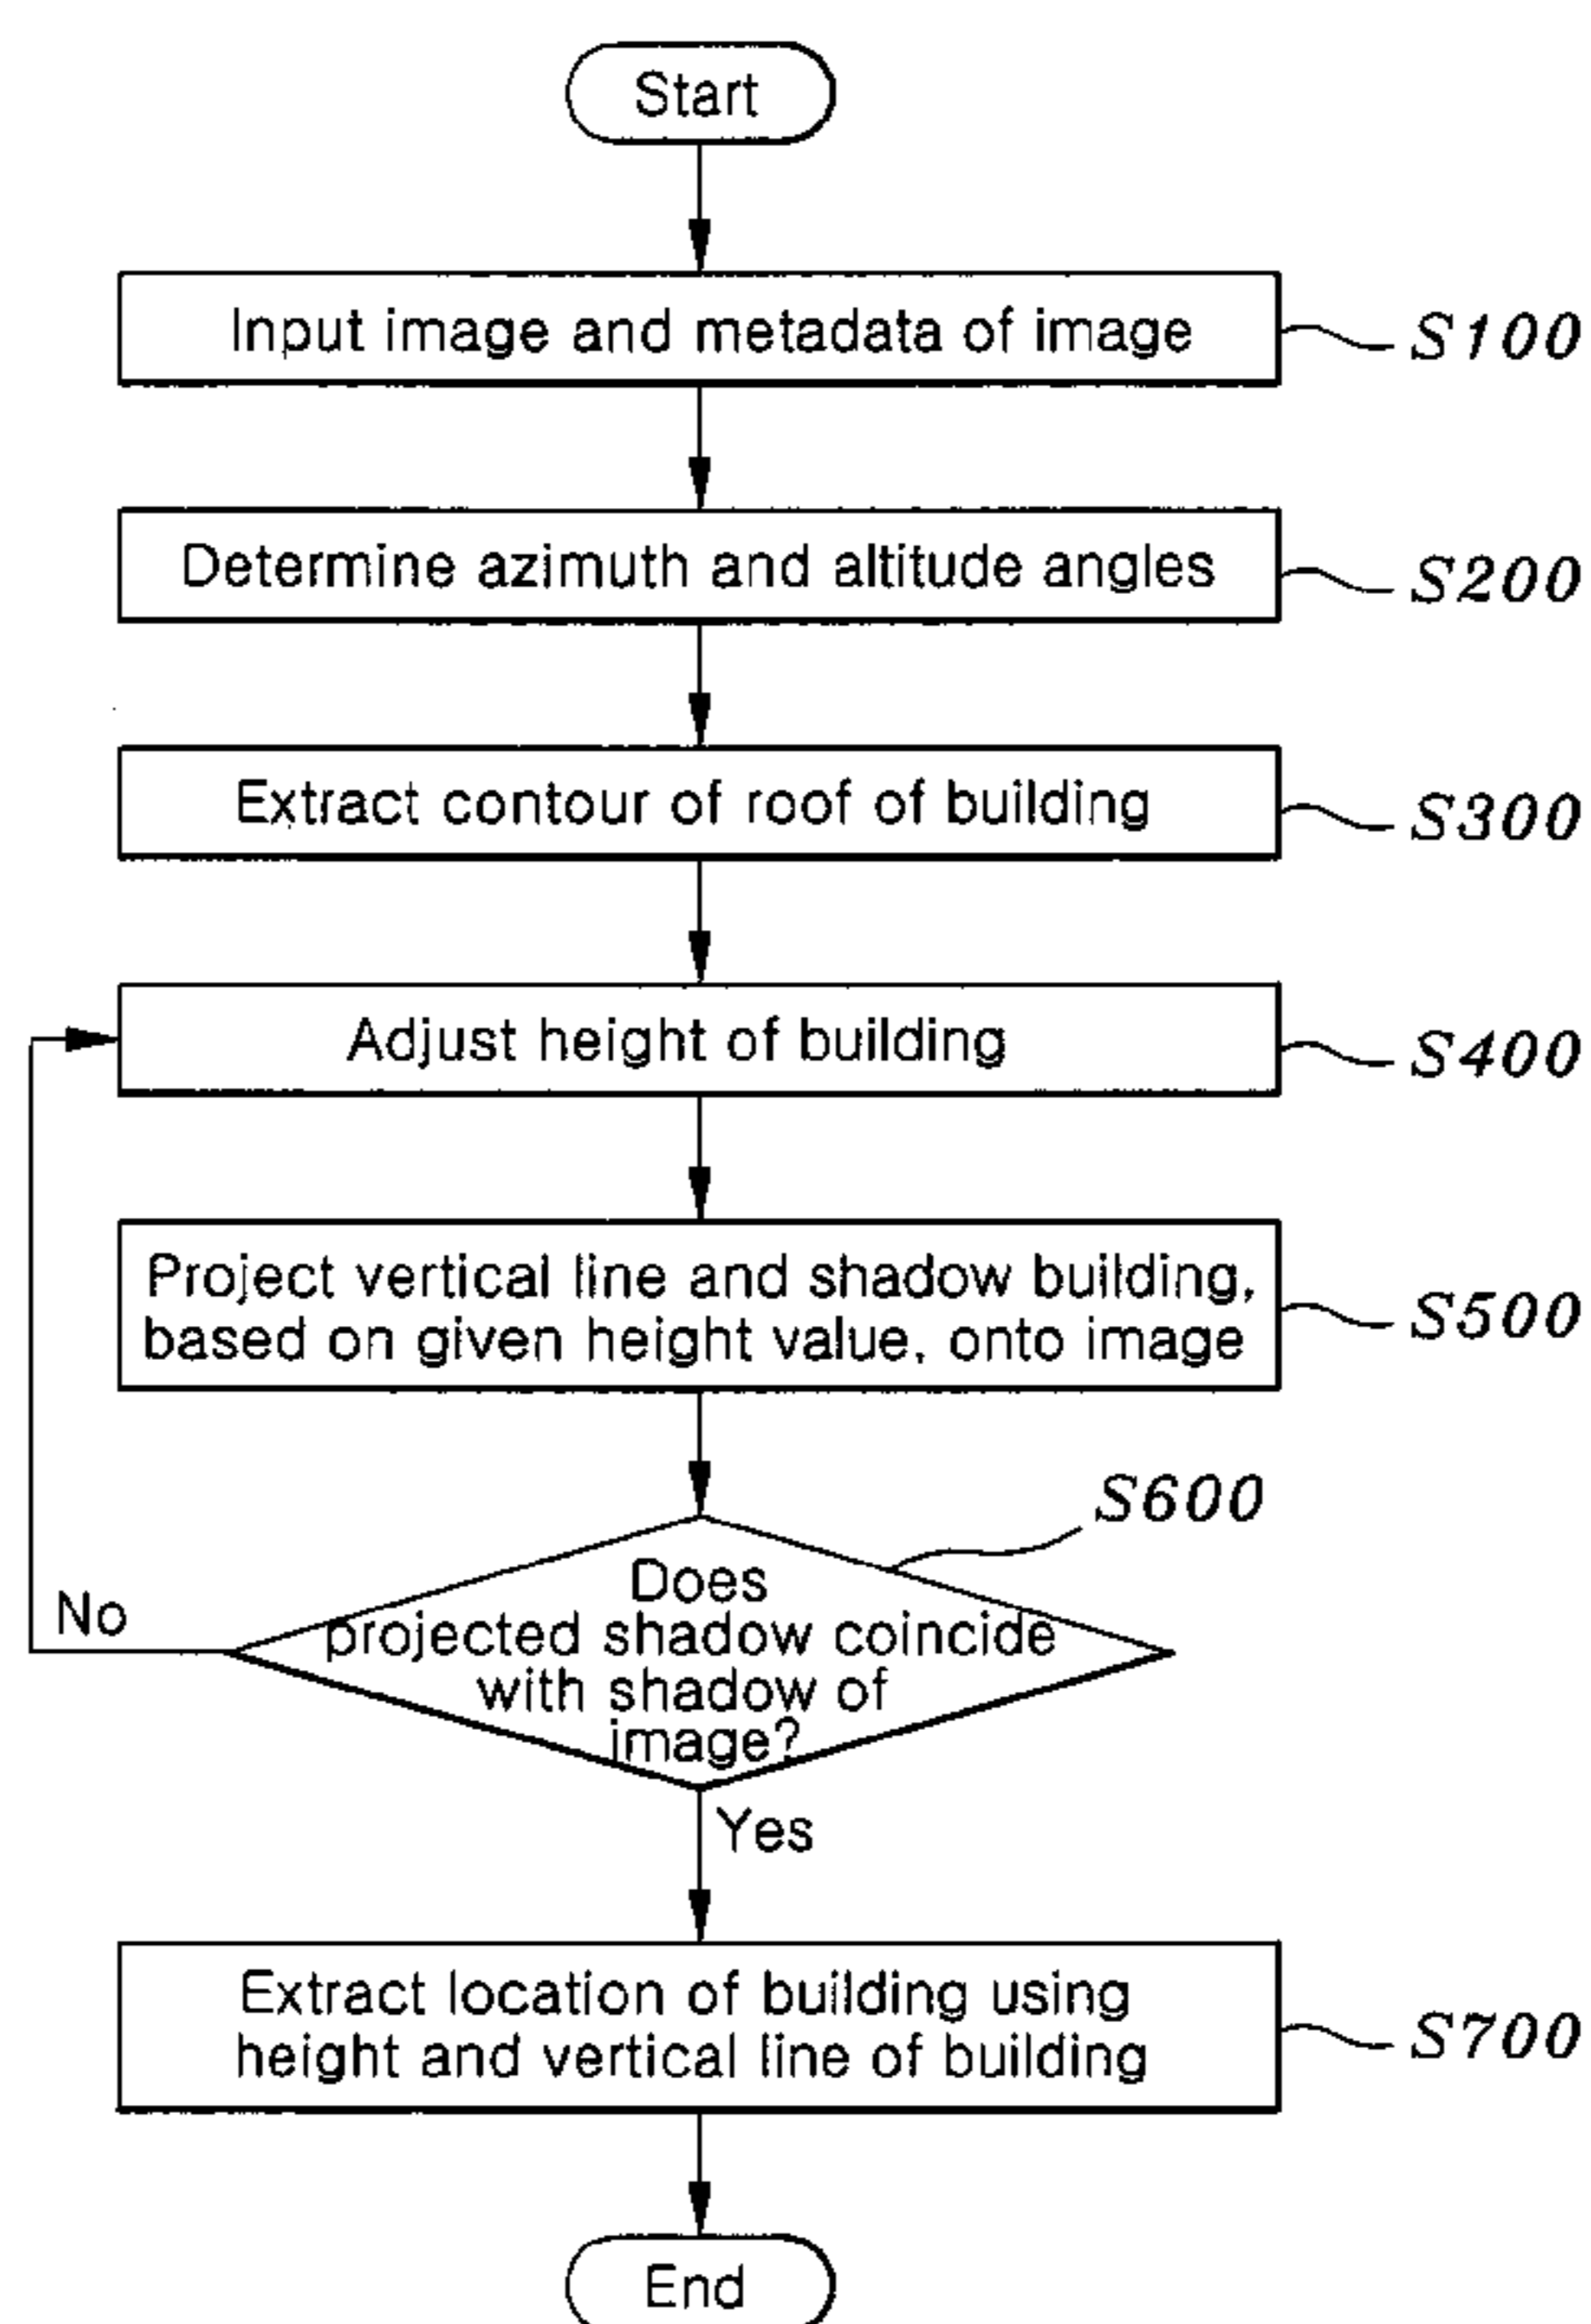 Start
Input image and metadata of image
S100
Determine azimuth and altitude angles
S200
Extract contour of roof of building
S300
Adjust height of building
S400
Project vertical line and shadow building,
based on given height value, onto image
S500
S600
Does
projected shadow coincide
with shadow of
image?
No
Yes
Extract location of building using
height and vertical line of building
S700
End